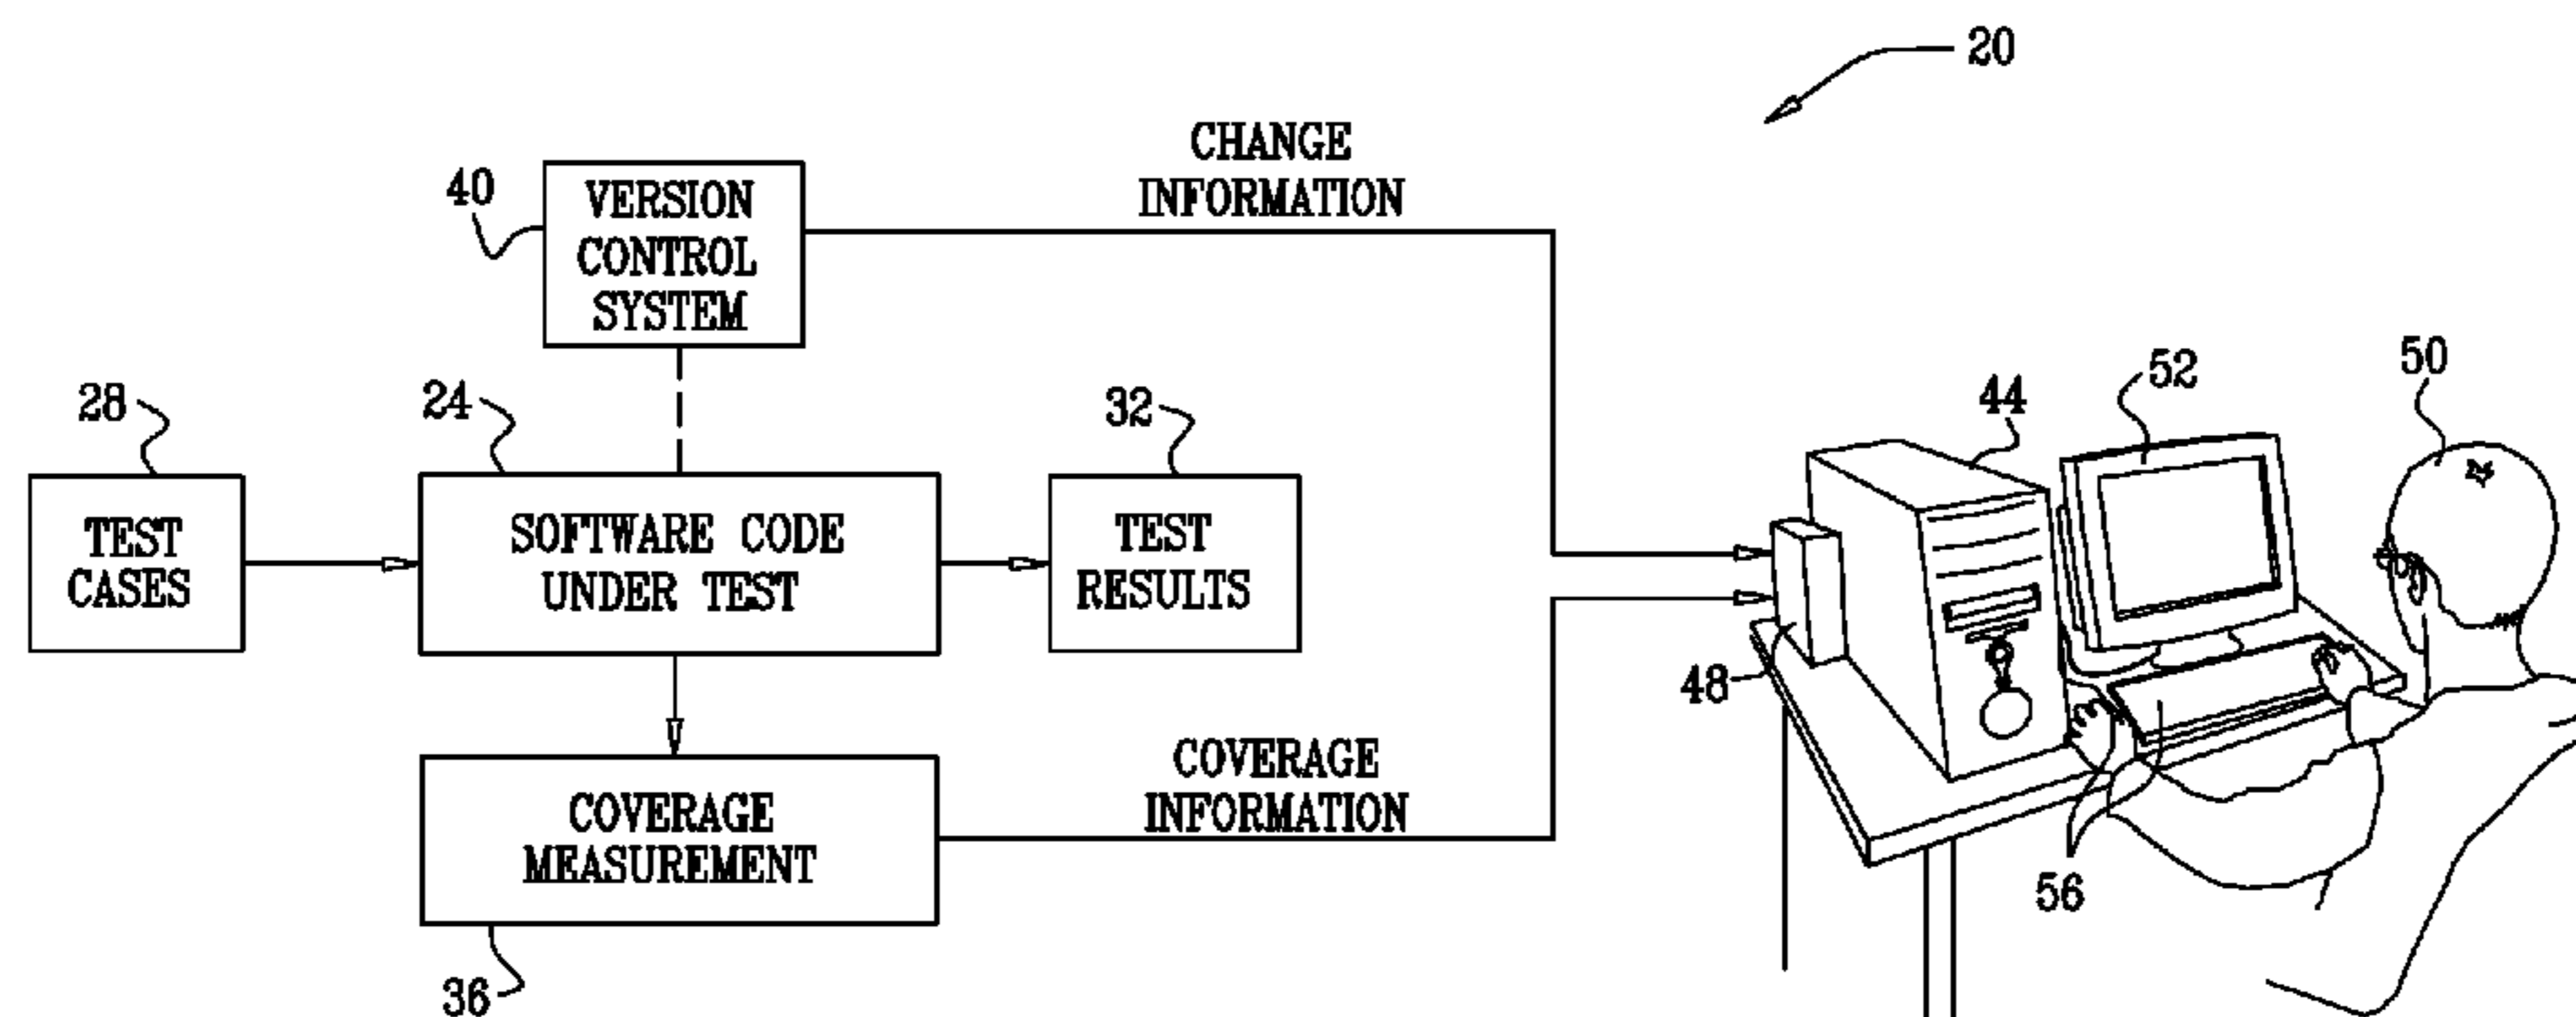 20
CHANGE
INFORMATION
40
VERSION
CONTROL
SYSTEM
28
24
32
44
52
50
TEST
CASES
SOFTWARE CODE
UNDER TEST
TEST
RESULTS
48
COVERAGE
INFORMATION
COVERAGE
MEASUREMENT
56
36